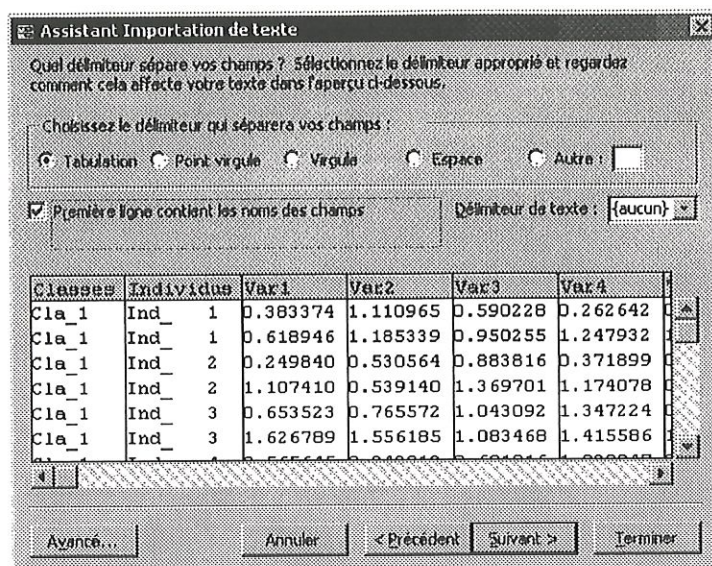 Assistant Importation de texte
Quel délimiteur sépare vos champs ? Sélectionnez le délimiteur approprié et regardez
comment cela affecte votre texte dans l'aperçu ci-dessous.
Choisissez le délimiteur qui séparera vos champs :
Tabulation Point virgule Virgule Espace Autre :
Première ligne contient les noms des champs Délimiteur de texte : {aucun}
Classes Individus Var1 Var2 Var3 Var4
Cla_1 Ind_ 1 0.383374 1.110965 0.590228 0.262642
Cla_1 Ind_ 1 0.618946 1.185339 0.950255 1.247932
Cla_1 Ind_ 2 0.249840 0.530564 0.883816 0.371899
Cla_1 Ind_ 2 1.107410 0.539140 1.369701 1.174078
Cla_1 Ind_ 3 0.653523 0.765572 1.043092 1.347224
Cla_1 Ind_ 3 1.626789 1.556185 1.083468 1.415586
Avancé... Annuler < Précédent Suivant > Terminer